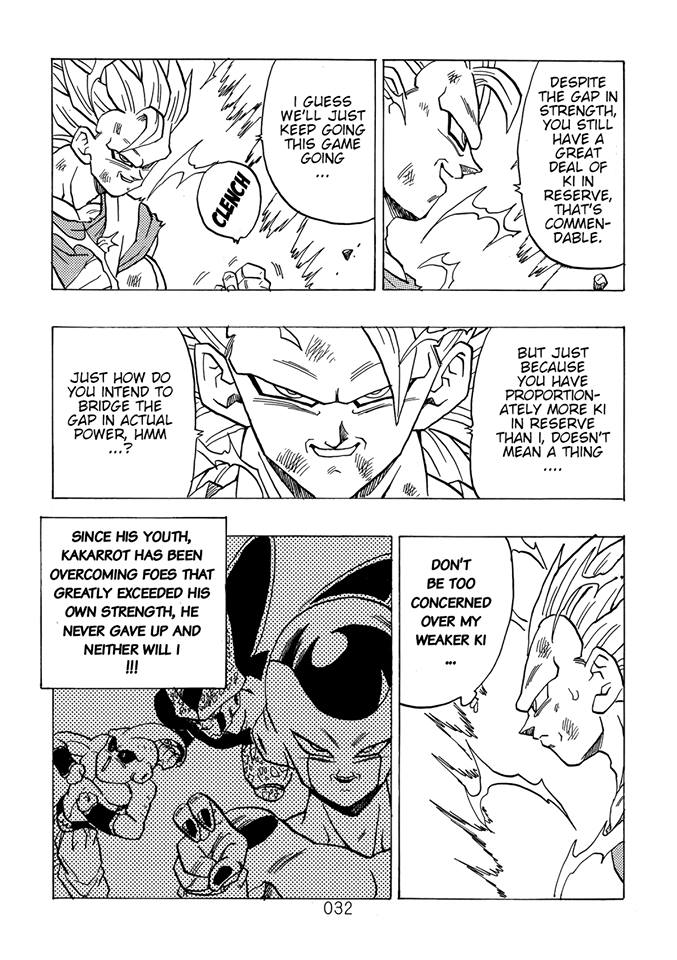 DESPITE
THE GAP IN
STRENGTH,
YOU STILL
HAVE A
GREAT
DEAL OF
KI IN
RESERVE,
THAT'S
COMMEN-
DABLE.
I GUESS
WE'LL JUST
KEEP GOING
THIS GAME
GOING
...
CLENCH
BUT JUST
BECAUSE
YOU HAVE
PROPORTION-
ATELY MORE KI
IN RESERVE
THAN I, DOESN'T
MEAN A THING
....
JUST HOW DO
YOU INTEND TO
BRIDGE THE
GAP IN ACTUAL
POWER, HMM
...?
DON'T
BE TOO
CONCERNED
OVER MY
WEAKER KI
...
SINCE HIS YOUTH,
KAKARROT HAS BEEN
OVERCOMING FOES THAT
GREATLY EXCEEDED HIS
OWN STRENGTH, HE
NEVER GAVE UP AND
NEITHER WILL I
!!!
032